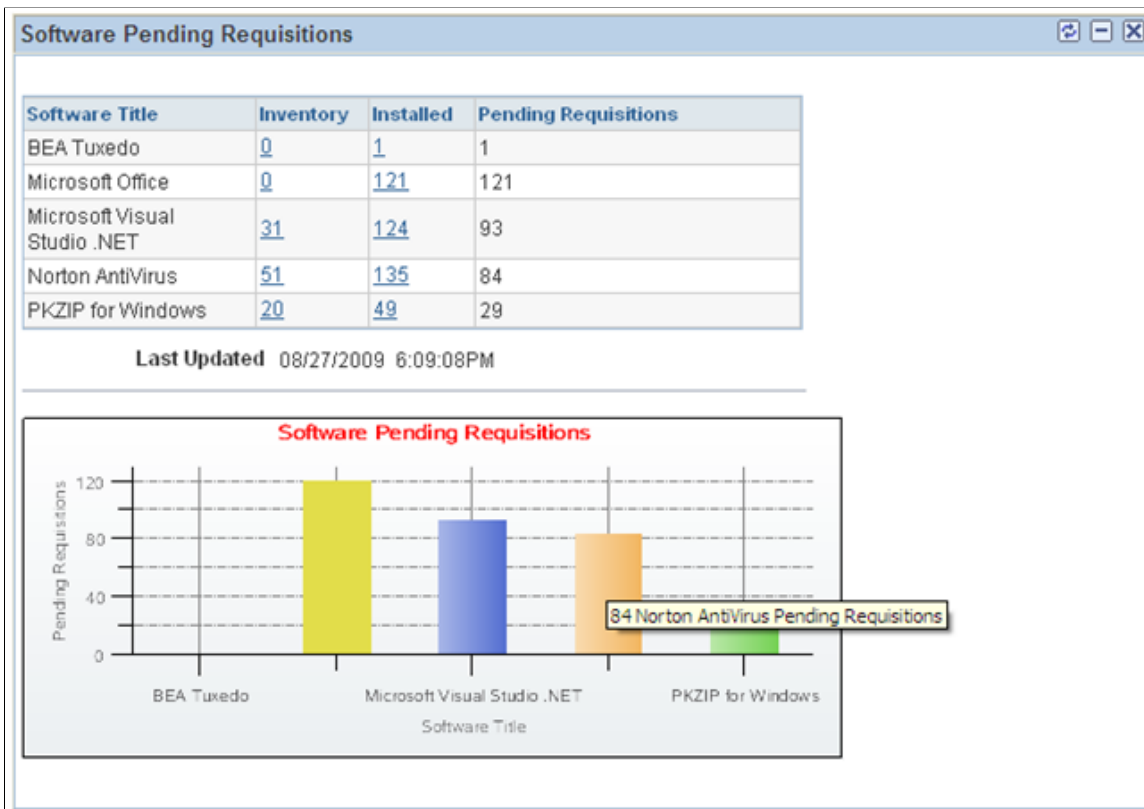 Software Pending Requisitions
Software Title Inventory Installed Pending Requisitions
BEA Tuxedo 0 1 1
Microsoft Office 0 121 121
Microsoft Visual
Studio .NET 31 124 93
Norton AntiVirus 51 135 84
PKZIP for Windows 20 49 29
Last Updated 08/27/2009 6:09:08PM
Software Pending Requisitions
Pending Requisitions
120
80
40
0
84 Norton AntiVirus Pending Requisitions
BEA Tuxedo Microsoft Visual Studio .NET PKZIP for Windows
Software Title